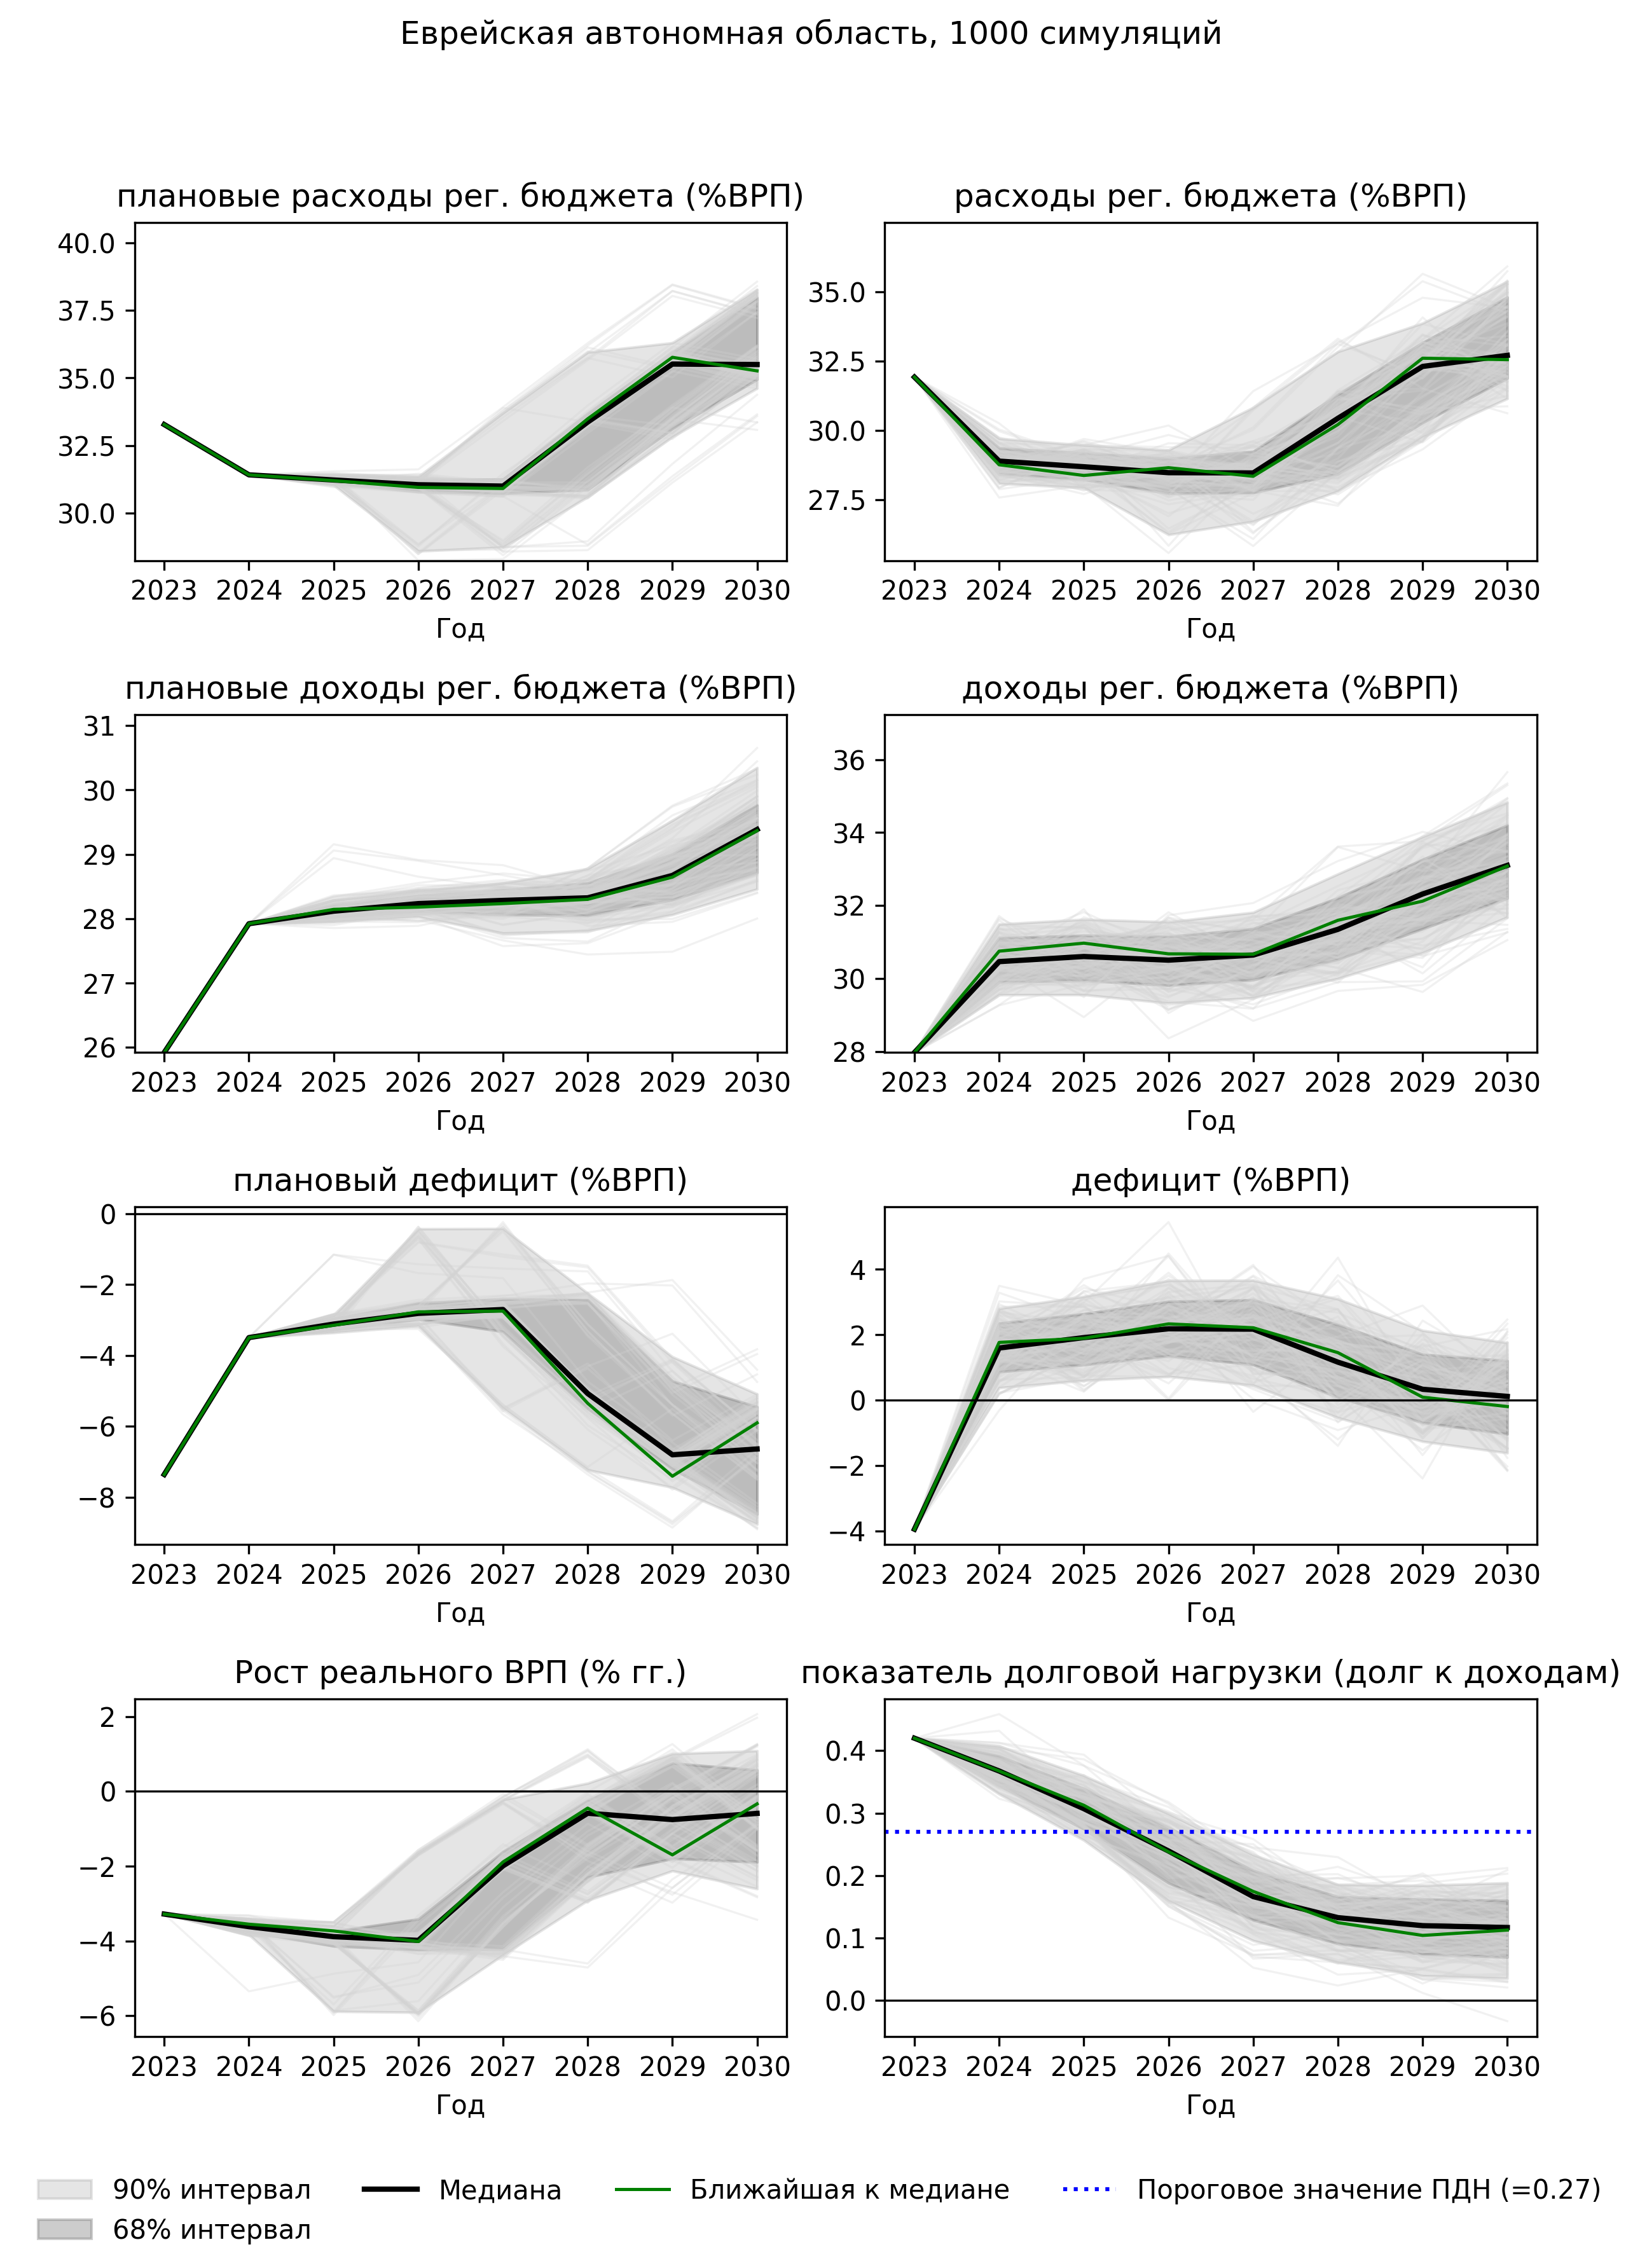 Еврейская автономная область, 1000 симуляций
плановые расходы рег. бюджета (%ВРП)
40.0
37.5
35.0
32.5
30.0
2023 2024 2025 2026 2027 2028 2029 2030
Год
расходы рег. бюджета (%ВРП)
35.0
32.5
30.0
27.5
2023 2024 2025 2026 2027 2028 2029 2030
Год
плановые доходы рег. бюджета (%ВРП)
31
30
29
28
27
26
2023 2024 2025 2026 2027 2028 2029 2030
Год
доходы рег. бюджета (%ВРП)
36
34
32
30
28
2023 2024 2025 2026 2027 2028 2029 2030
Год
плановый дефицит (%ВРП)
0
−2
−4
−6
−8
2023 2024 2025 2026 2027 2028 2029 2030
Год
дефицит (%ВРП)
4
2
0
−2
−4
2023 2024 2025 2026 2027 2028 2029 2030
Год
Рост реального ВРП (% гг.)
2
0
−2
−4
−6
2023 2024 2025 2026 2027 2028 2029 2030
Год
показатель долговой нагрузки (долг к доходам)
0.4
0.3
0.2
0.1
0.0
2023 2024 2025 2026 2027 2028 2029 2030
Год
90% интервал
68% интервал
Медиана
Ближайшая к медиане
Пороговое значение ПДН (=0.27)